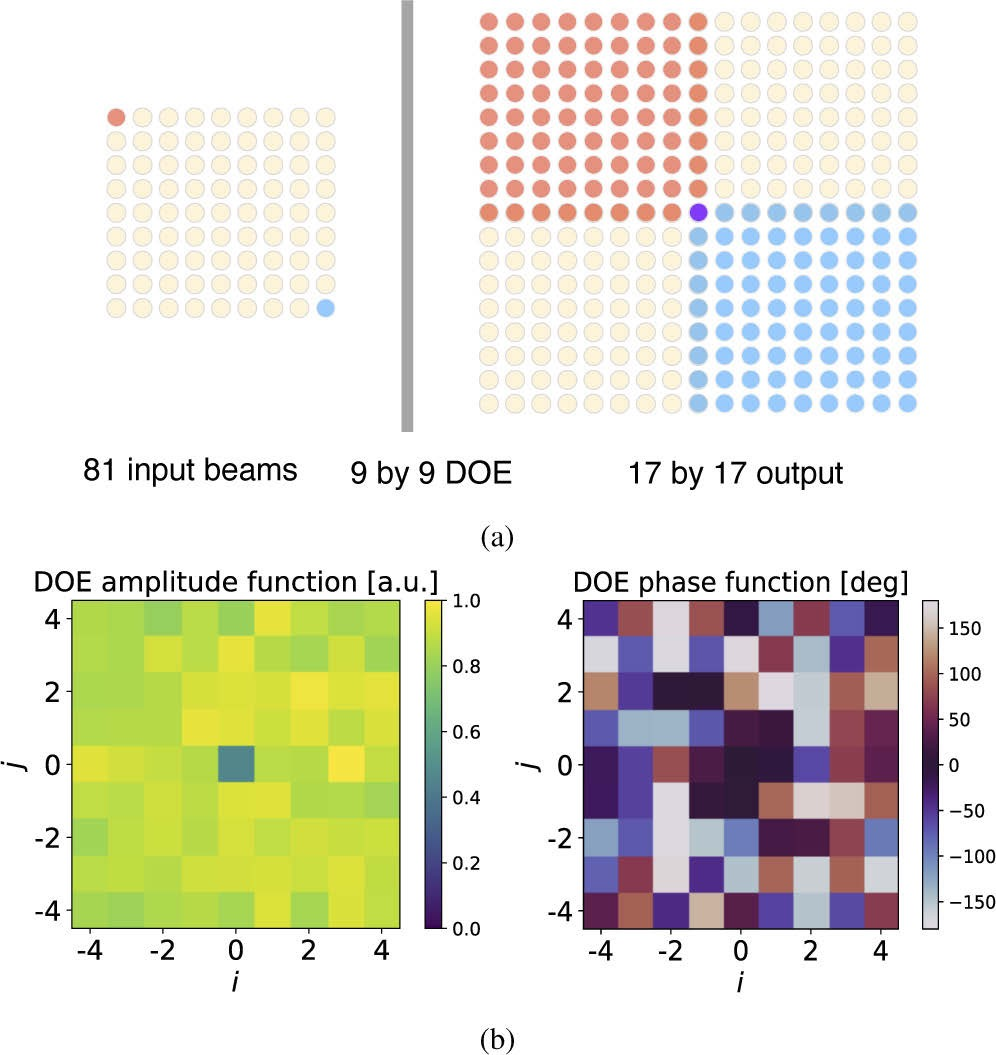 81 input beams 9 by 9 DOE 17 by 17 output
(a)
DOE amplitude function [a.u.] DOE phase function [deg]
4 1.0 4 150
2 0.8 2 100
0 0.6 0 50
-2 0.4 -2 0
-4 0.2 -4 −50
0.0 −100
−150
j j
-4 -2 0 2 4 -4 -2 0 2 4
i i
(b)